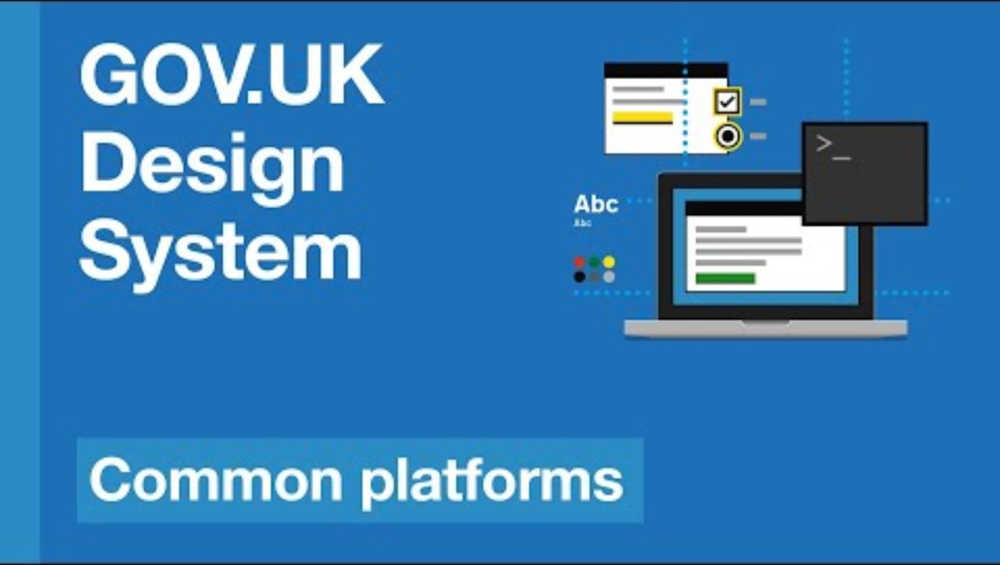 GOV.UK
Design
System
>_
Abc
Abc
Common platforms